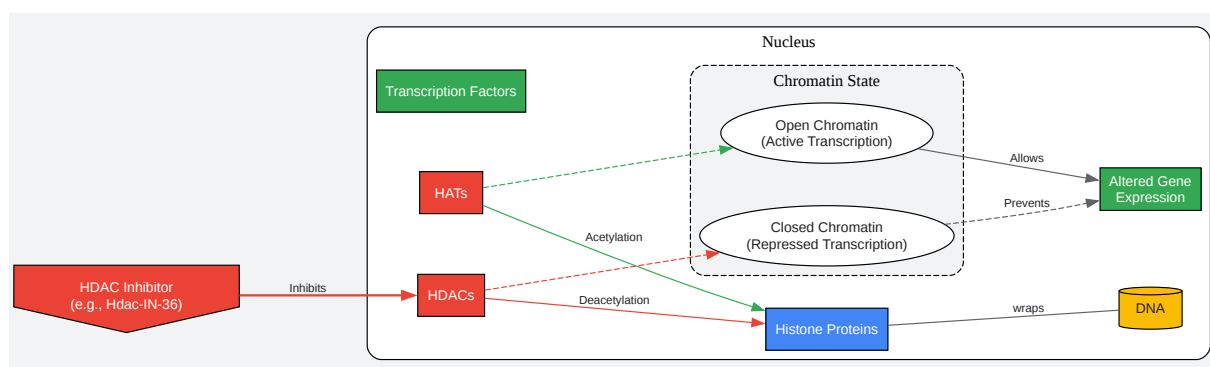 Nucleus
Transcription Factors
Chromatin State
Open Chromatin
(Active Transcription)
Allows
HATs
Altered Gene
Expression
Prevents
Closed Chromatin
(Repressed Transcription)
Acetylation
HDAC Inhibitor
(e.g., Hdac-IN-36)
Inhibits
HDACs
Deacetylation
Histone Proteins
wraps
DNA